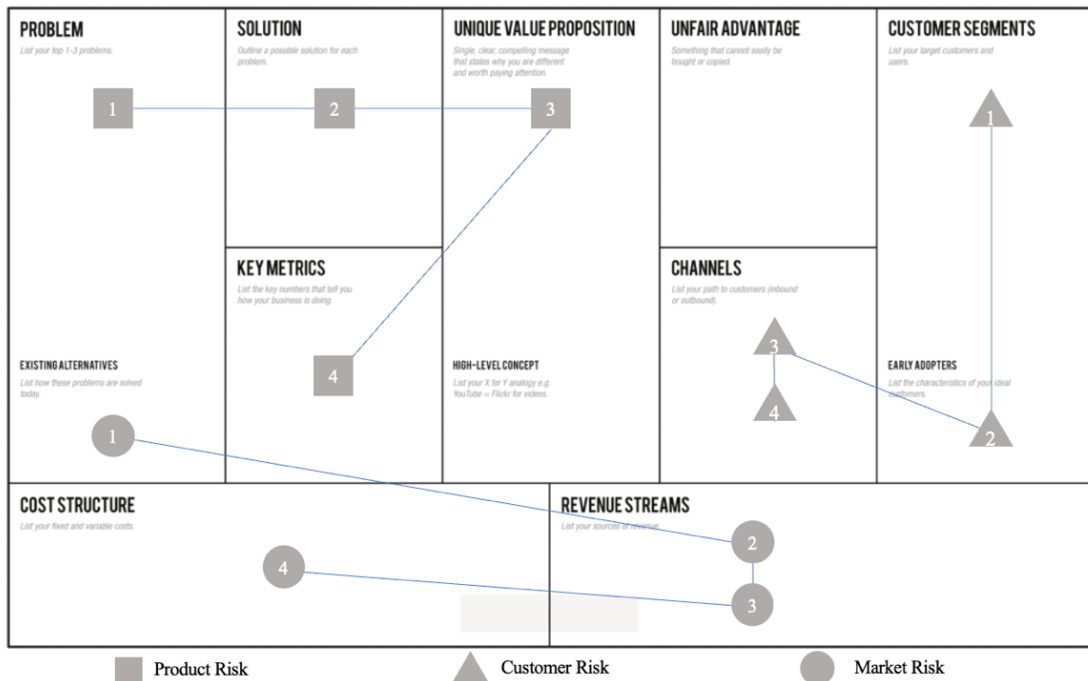 PROBLEM
List your top 1-3 problems.
1
SOLUTION
Outline a possible solution for each
problem.
2
UNIQUE VALUE PROPOSITION
Single, clear, compelling message
that states why you are different
and worth paying attention.
3
UNFAIR ADVANTAGE
Something that cannot easily be
bought or copied.
CUSTOMER SEGMENTS
List your target customers and
users.
1
KEY METRICS
List the key numbers that tell you
how your business is doing.
4
CHANNELS
List your path to customers (inbound
or outbound).
3
4
EXISTING ALTERNATIVES
List how these problems are solved
today.
1
HIGH-LEVEL CONCEPT
List your X for Y analogy e.g.
YouTube = Flickr for videos.
EARLY ADOPTERS
List the characteristics of your ideal
customers.
2
COST STRUCTURE
List your fixed and variable costs.
4
REVENUE STREAMS
List your sources of revenue.
2
3
Product Risk
Customer Risk
Market Risk